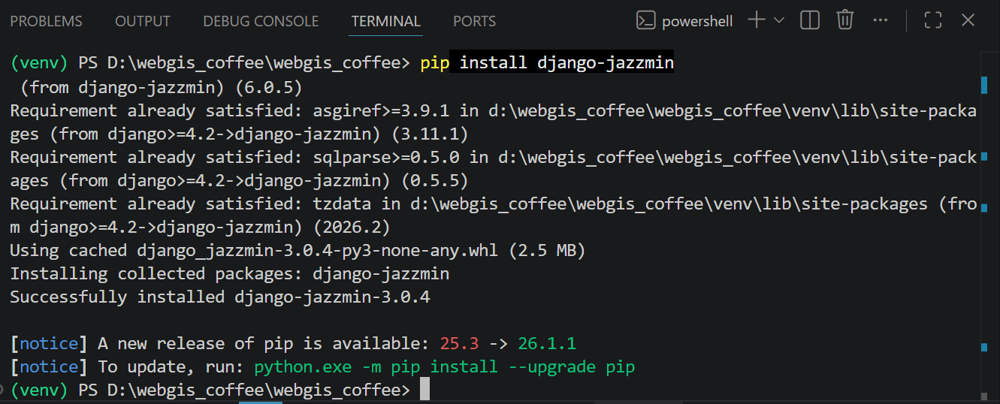 PROBLEMS OUTPUT DEBUG CONSOLE TERMINAL PORTS powershell
(venv) PS D:\webgis_coffee\webgis_coffee> pip install django-jazzmin
(from django-jazzmin) (6.0.5)
Requirement already satisfied: asgiref>=3.9.1 in d:\webgis_coffee\webgis_coffee\venv\lib\site-packa
ges (from django>=4.2->django-jazzmin) (3.11.1)
Requirement already satisfied: sqlparse>=0.5.0 in d:\webgis_coffee\webgis_coffee\venv\lib\site-pack
ages (from django>=4.2->django-jazzmin) (0.5.5)
Requirement already satisfied: tzdata in d:\webgis_coffee\webgis_coffee\venv\lib\site-packages (fro
m django>=4.2->django-jazzmin) (2026.2)
Using cached django_jazzmin-3.0.4-py3-none-any.whl (2.5 MB)
Installing collected packages: django-jazzmin
Successfully installed django-jazzmin-3.0.4
[notice] A new release of pip is available: 25.3 -> 26.1.1
[notice] To update, run: python.exe -m pip install --upgrade pip
(venv) PS D:\webgis_coffee\webgis_coffee>